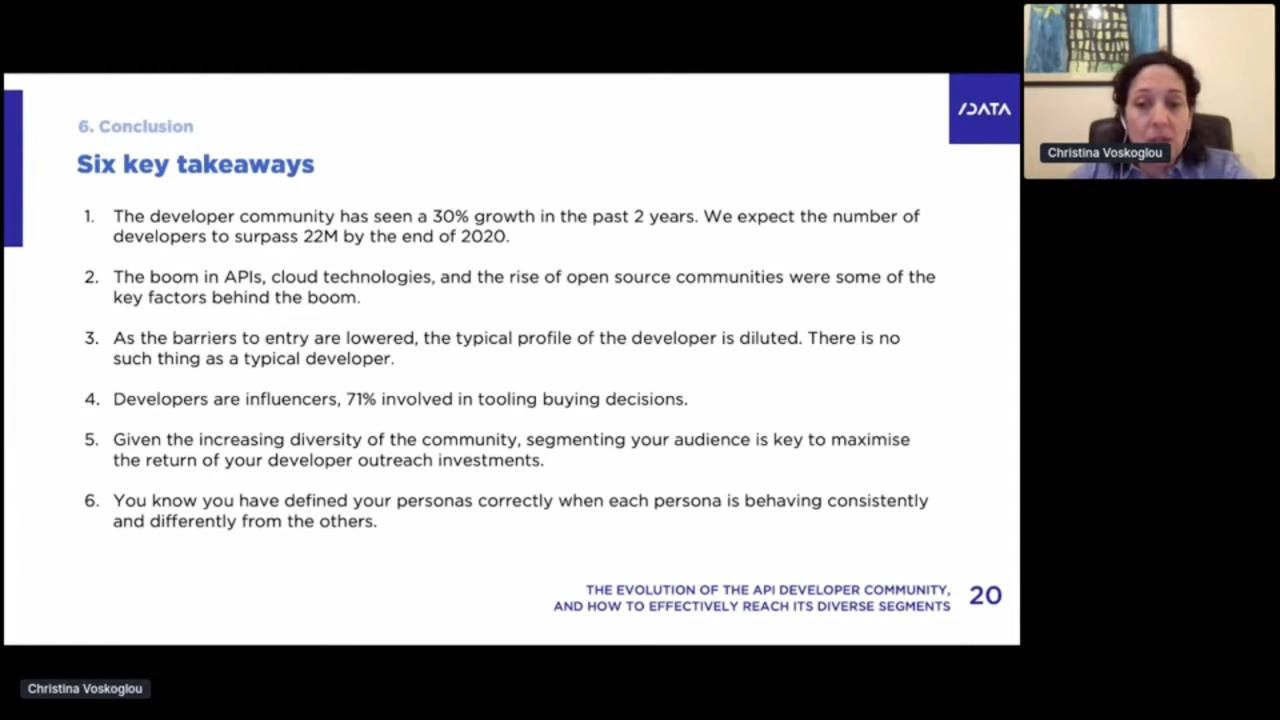 6. Conclusion
Six key takeaways
/DATA
1. The developer community has seen a 30% growth in the past 2 years. We expect the number of
developers to surpass 22M by the end of 2020.
2. The boom in APIs, cloud technologies, and the rise of open source communities were some of the
key factors behind the boom.
3. As the barriers to entry are lowered, the typical profile of the developer is diluted. There is no
such thing as a typical developer.
4. Developers are influencers, 71% involved in tooling buying decisions.
5. Given the increasing diversity of the community, segmenting your audience is key to maximise
the return of your developer outreach investments.
6. You know you have defined your personas correctly when each persona is behaving consistently
and differently from the others.
THE EVOLUTION OF THE API DEVELOPER COMMUNITY,
AND HOW TO EFFECTIVELY REACH ITS DIVERSE SEGMENTS
20
Christina Voskoglou
Christina Voskoglou